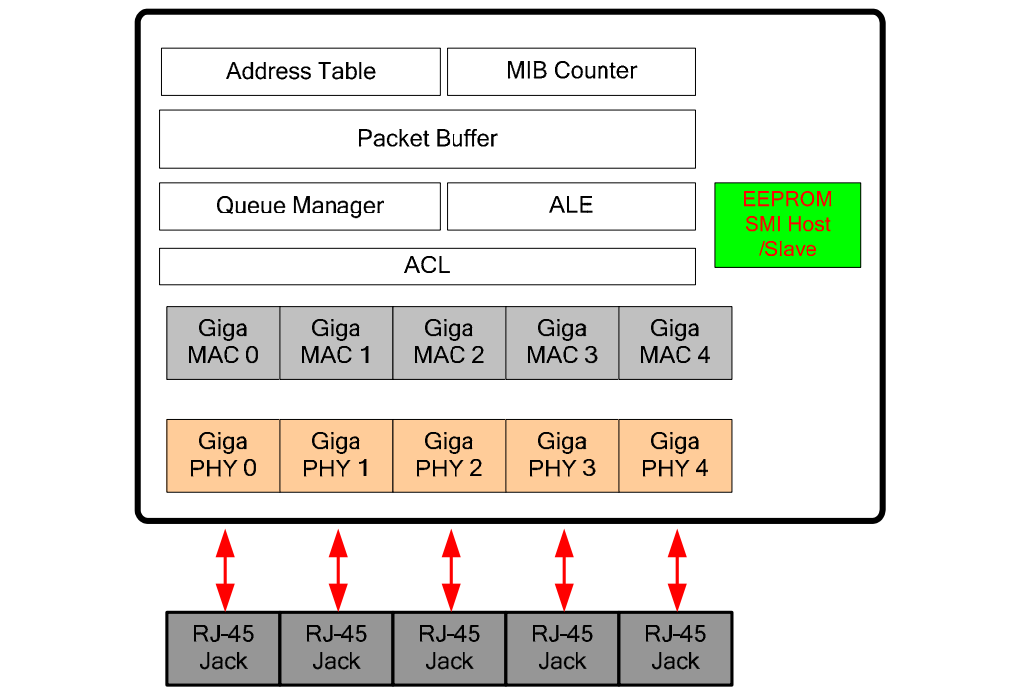 Address Table
MIB Counter
Packet Buffer
Queue Manager
ALE
EEPROM
SMI Host
/Slave
ACL
Giga
MAC 0
Giga
MAC 1
Giga
MAC 2
Giga
MAC 3
Giga
MAC 4
Giga
PHY 0
Giga
PHY 1
Giga
PHY 2
Giga
PHY 3
Giga
PHY 4
RJ-45
Jack
RJ-45
Jack
RJ-45
Jack
RJ-45
Jack
RJ-45
Jack